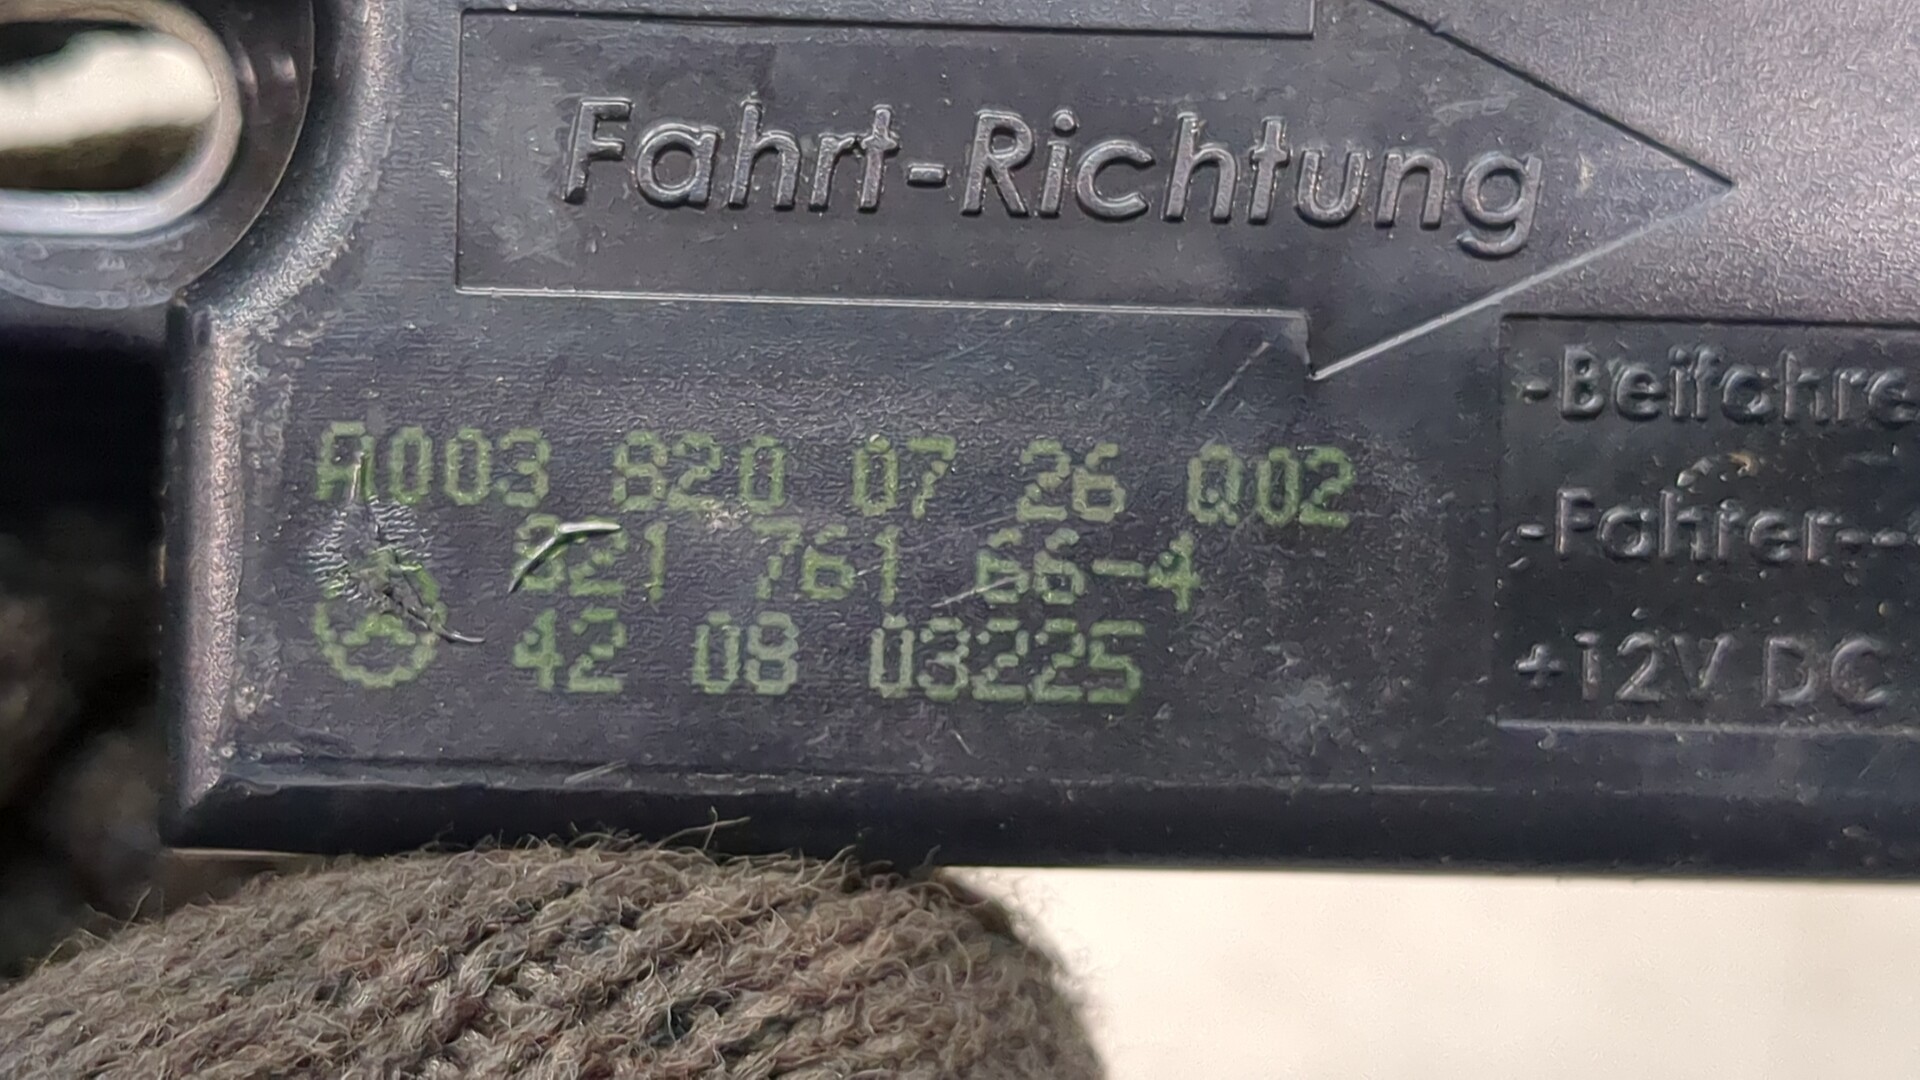 Fahrt-Richtung
A003 820 07 26 Q02
321 761 66-4
42 08 03225
-Beifahre
-Fahrer--
+12V DC